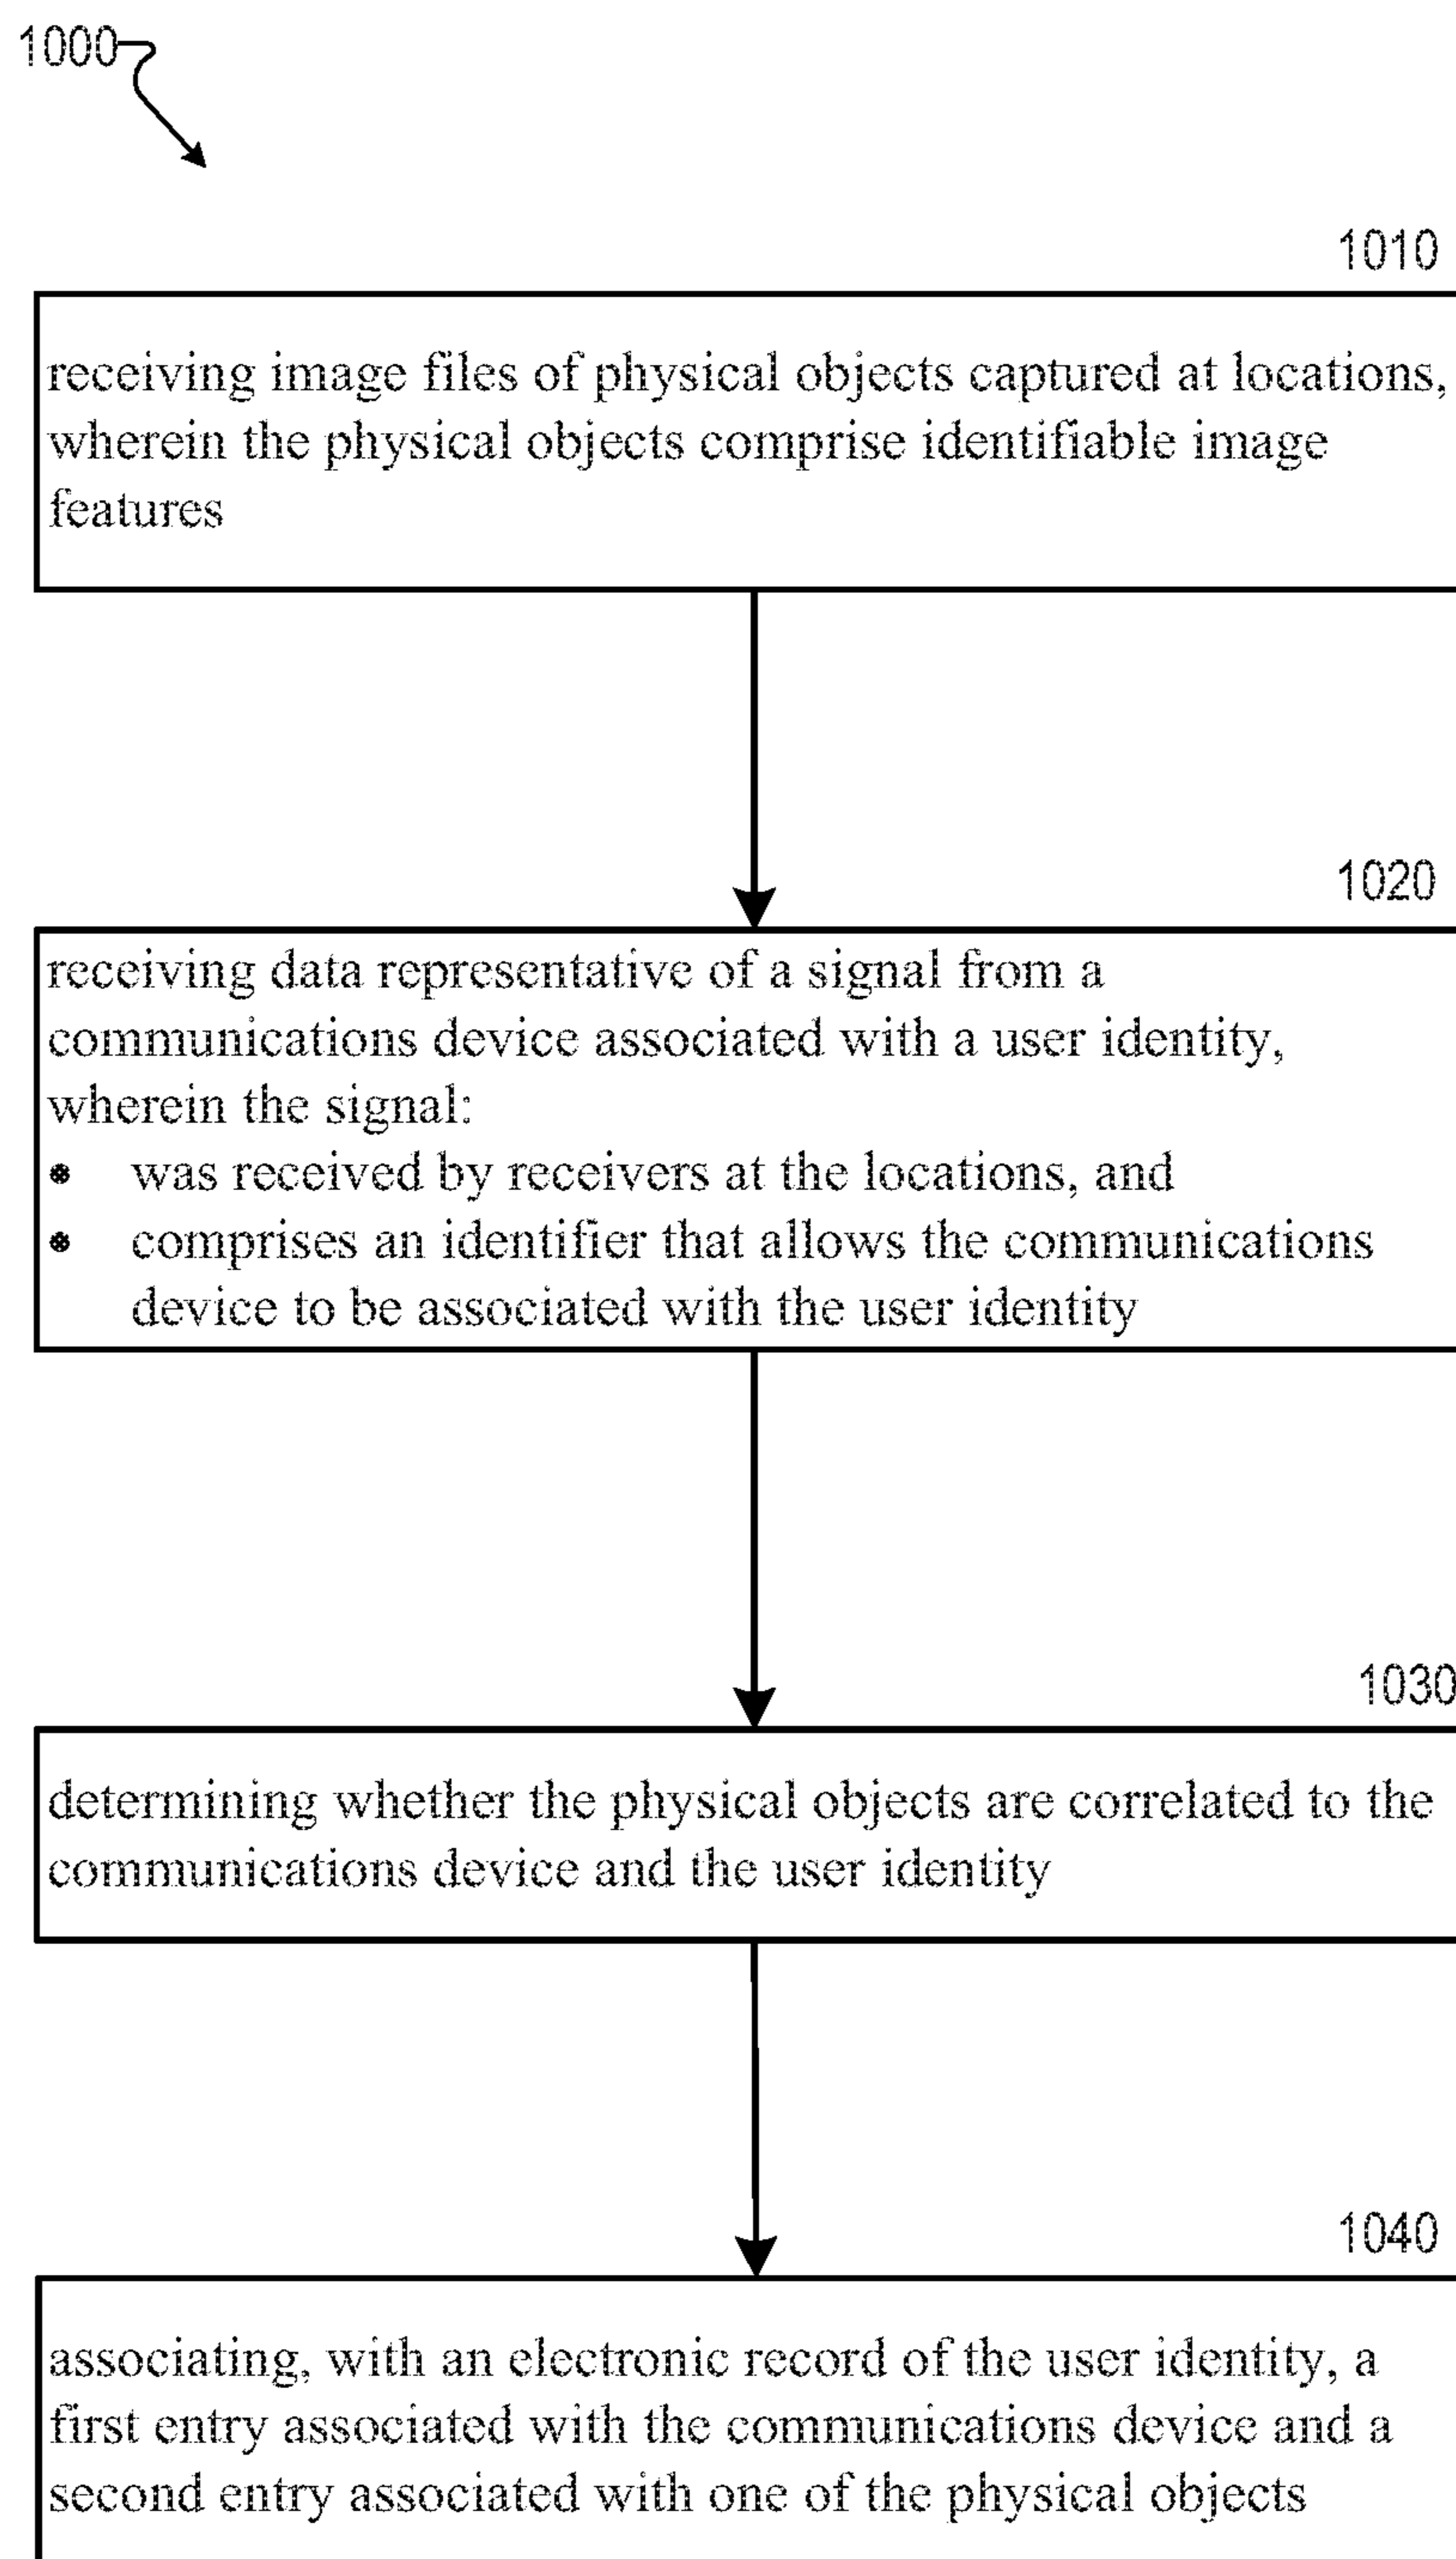 1000
1010
receiving image files of physical objects captured at locations,
wherein the physical objects comprise identifiable image
features
1020
receiving data representative of a signal from a
communications device associated with a user identity,
wherein the signal:
• was received by receivers at the locations, and
• comprises an identifier that allows the communications
device to be associated with the user identity
1030
determining whether the physical objects are correlated to the
communications device and the user identity
1040
associating, with an electronic record of the user identity, a
first entry associated with the communications device and a
second entry associated with one of the physical objects